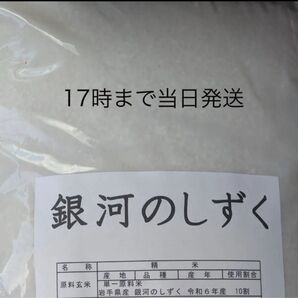 17時まで当日発送
銀河のしずく
名 称 精 米
原料玄米 産 地 品 種 産 年 使用割合
単一原料米
岩手県産 銀河のしずく 令和6年産 10割